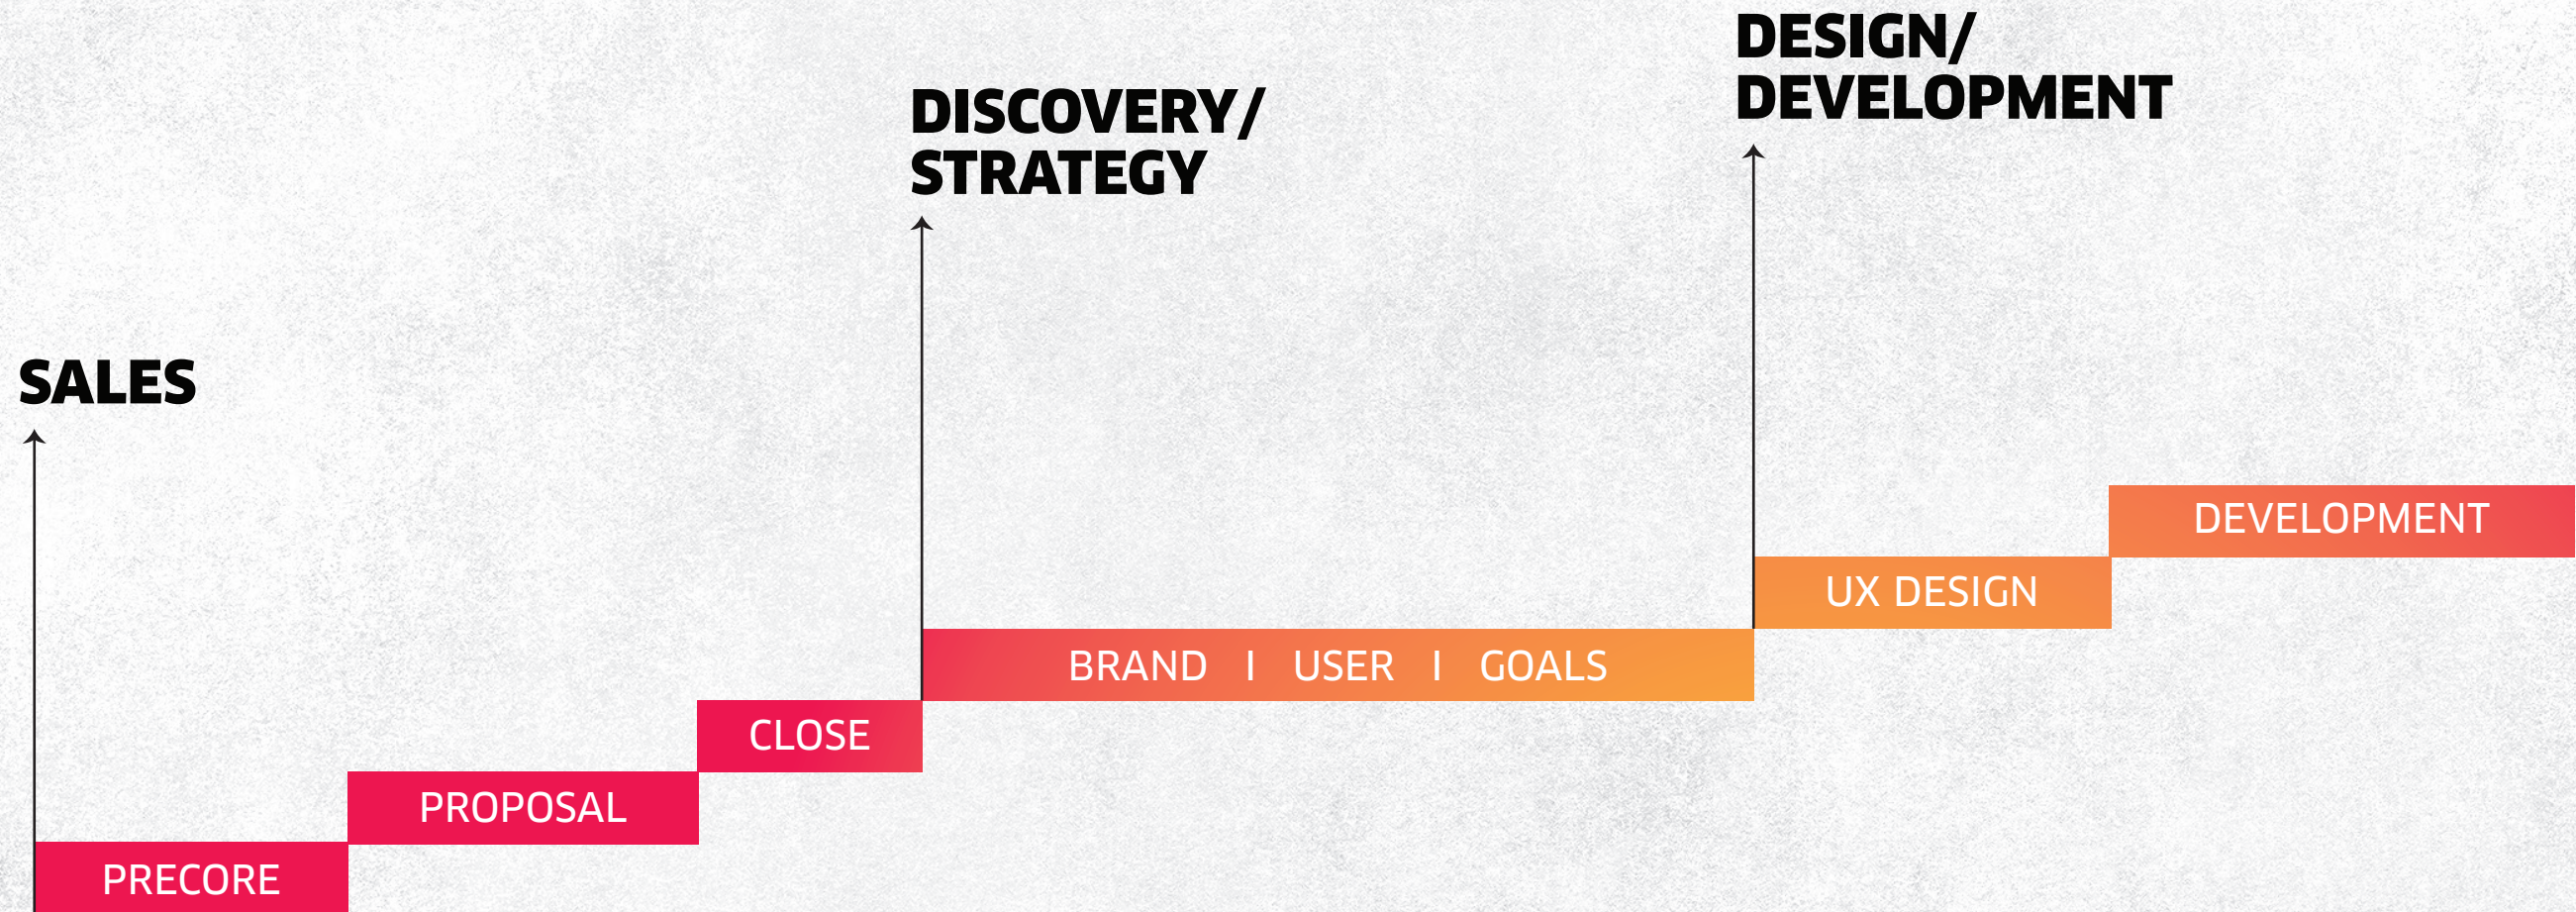 SALES
PRECORE
PROPOSAL
CLOSE
DISCOVERY/
STRATEGY
BRAND | USER | GOALS
DESIGN/
DEVELOPMENT
UX DESIGN
DEVELOPMENT